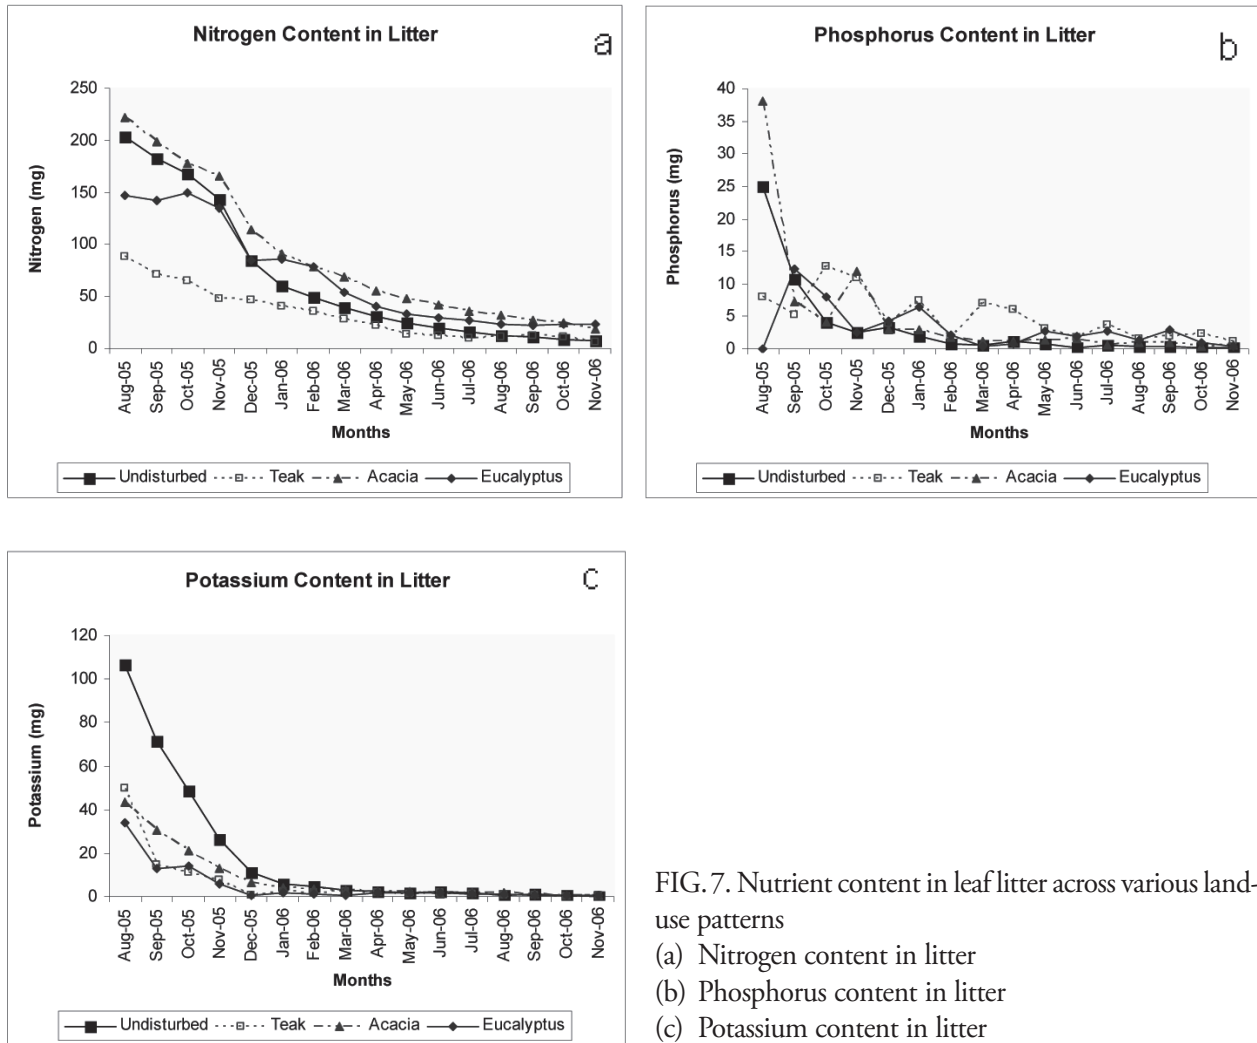 Nitrogen Content in Litter
a
250
200
150
100
50
0
Nitrogen (mg)
Aug-05
Sep-05
Oct-05
Nov-05
Dec-05
Jan-06
Feb-06
Mar-06
Apr-06
May-06
Jun-06
Jul-06
Aug-06
Sep-06
Oct-06
Nov-06
Months
Undisturbed Teak Acacia Eucalyptus
Phosphorus Content in Litter
b
40
35
30
25
20
15
10
5
0
Phosphorus (mg)
Aug-05
Sep-05
Oct-05
Nov-05
Dec-05
Jan-06
Feb-06
Mar-06
Apr-06
May-06
Jun-06
Jul-06
Aug-06
Sep-06
Oct-06
Nov-06
Months
Undisturbed Teak Acacia Eucalyptus
Potassium Content in Litter
c
120
100
80
60
40
20
0
Potassium (mg)
Aug-05
Sep-05
Oct-05
Nov-05
Dec-05
Jan-06
Feb-06
Mar-06
Apr-06
May-06
Jun-06
Jul-06
Aug-06
Sep-06
Oct-06
Nov-06
Months
Undisturbed Teak Acacia Eucalyptus
FIG. 7. Nutrient content in leaf litter across various land-
use patterns
(a) Nitrogen content in litter
(b) Phosphorus content in litter
(c) Potassium content in litter